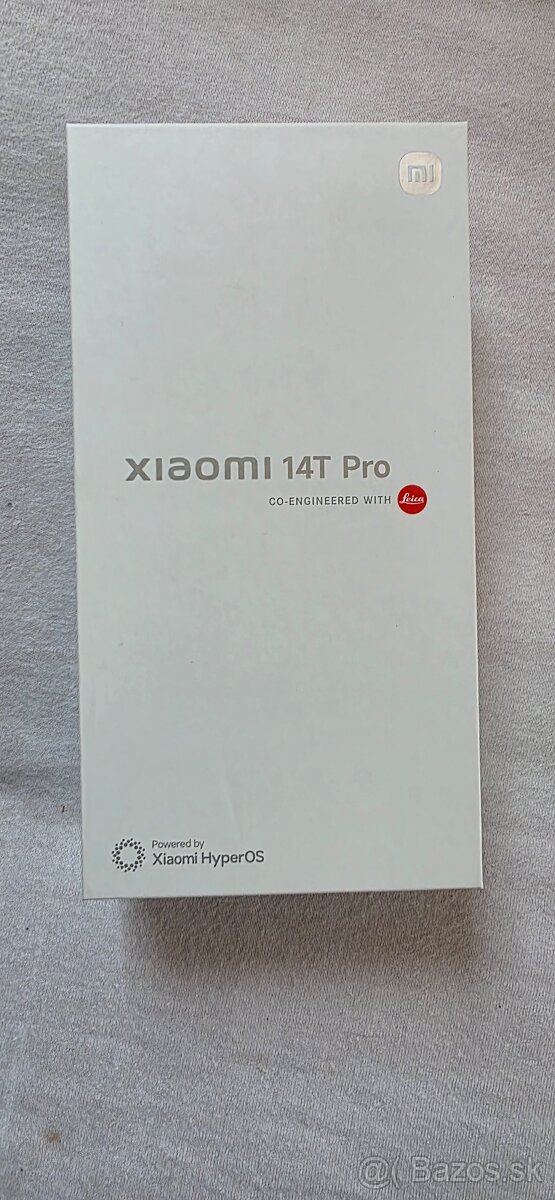 mi
xiaomi 14T Pro
CO-ENGINEERED WITH Leica
Powered by
Xiaomi HyperOS
@( Bazos.sk